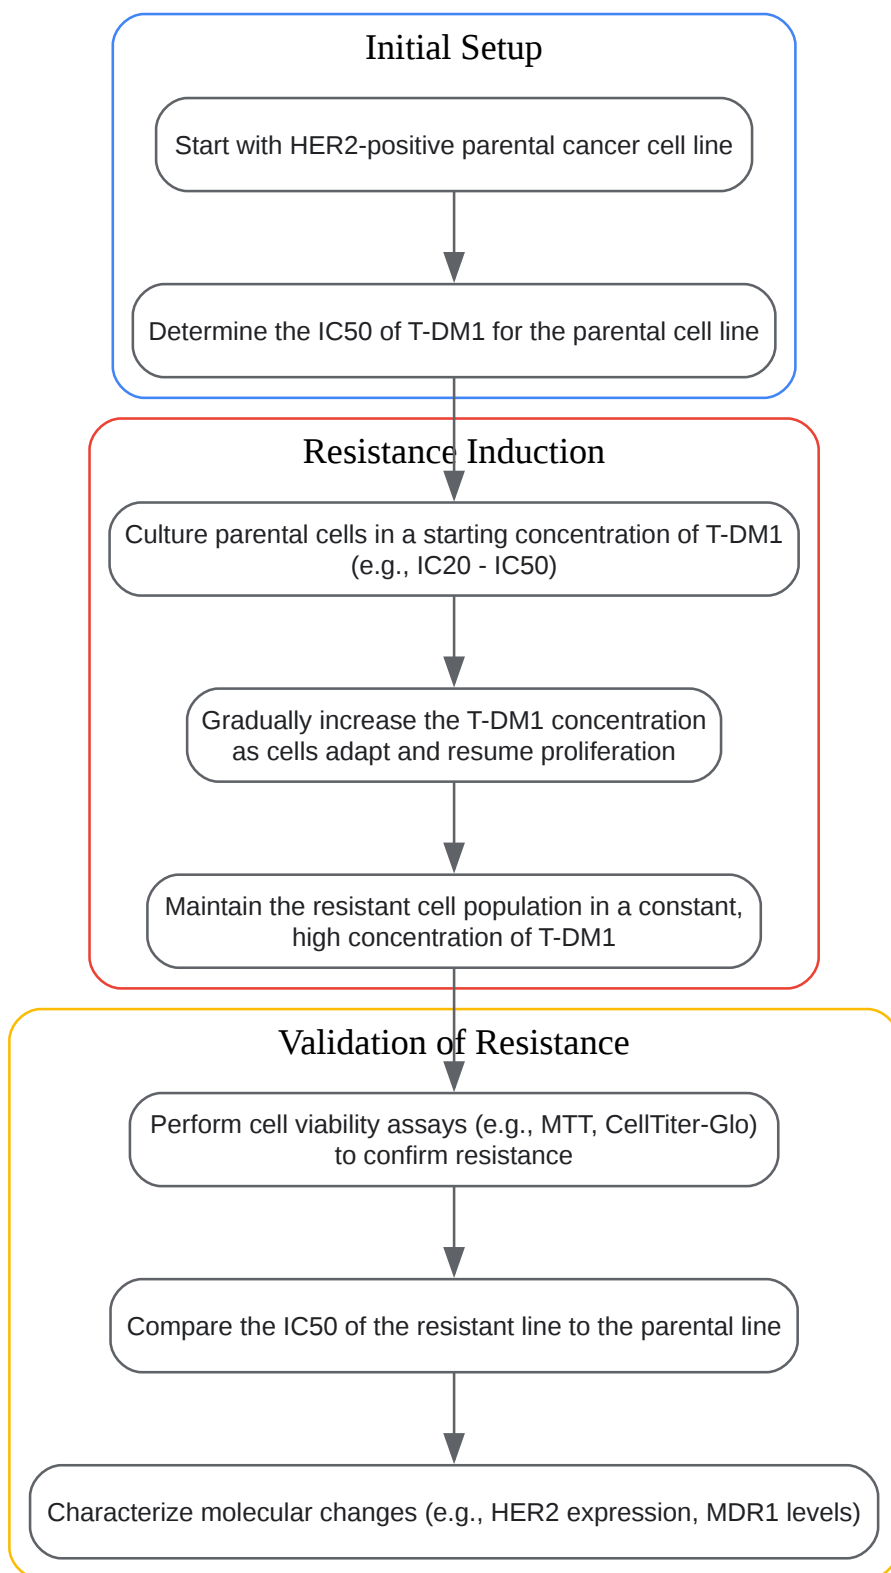 Initial Setup
Start with HER2-positive parental cancer cell line
Determine the IC50 of T-DM1 for the parental cell line
Resistance Induction
Culture parental cells in a starting concentration of T-DM1
(e.g., IC20 - IC50)
Gradually increase the T-DM1 concentration
as cells adapt and resume proliferation
Maintain the resistant cell population in a constant,
high concentration of T-DM1
Validation of Resistance
Perform cell viability assays (e.g., MTT, CellTiter-Glo)
to confirm resistance
Compare the IC50 of the resistant line to the parental line
Characterize molecular changes (e.g., HER2 expression, MDR1 levels)